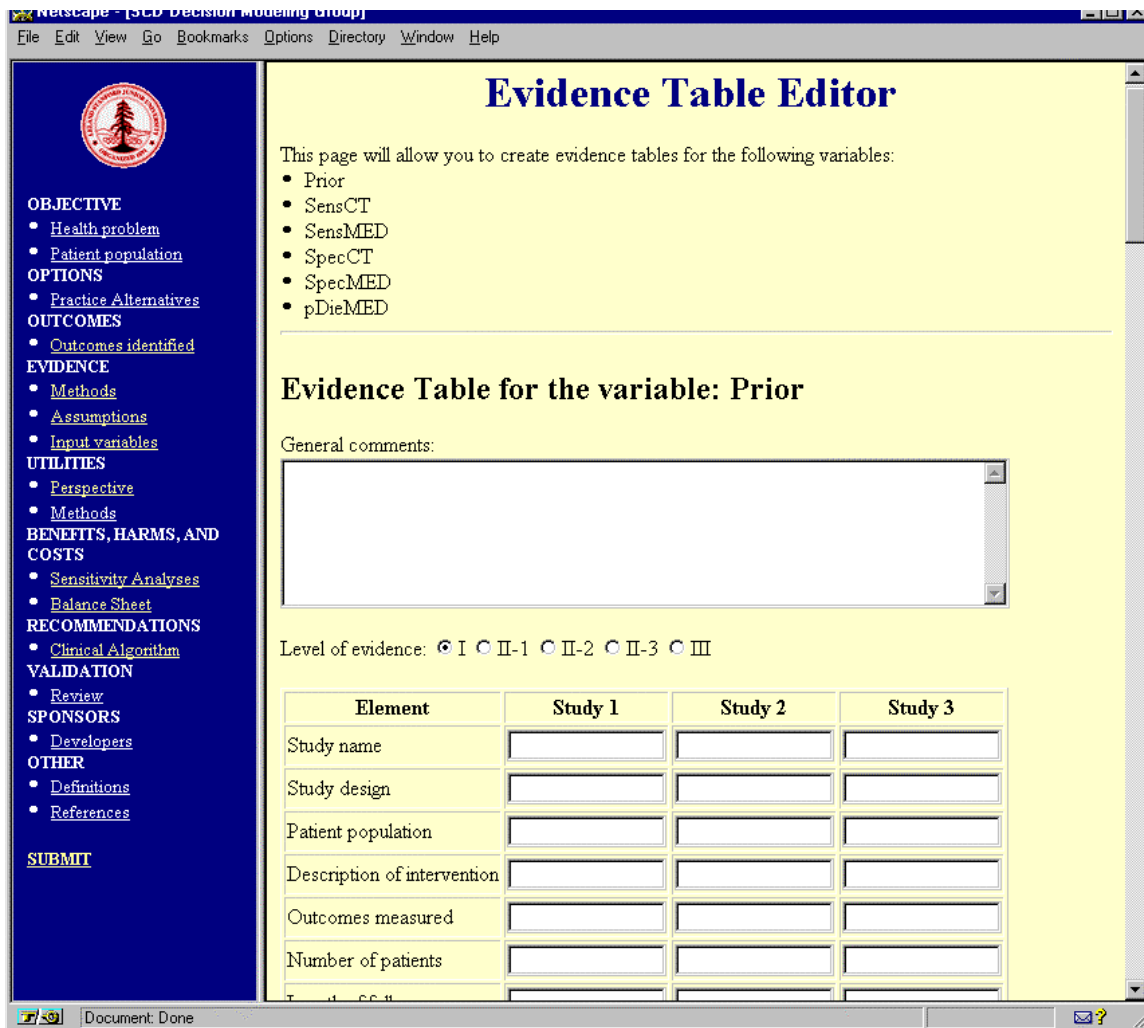 Netscape - [SCD Decision Modeling Group]
File Edit View Go Bookmarks Options Directory Window Help
OBJECTIVE
Health problem
Patient population
OPTIONS
Practice Alternatives
OUTCOMES
Outcomes identified
EVIDENCE
Methods
Assumptions
Input variables
UTILITIES
Perspective
Methods
BENEFITS, HARMS, AND
COSTS
Sensitivity Analyses
Balance Sheet
RECOMMENDATIONS
Clinical Algorithm
VALIDATION
Review
SPONSORS
Developers
OTHER
Definitions
References
SUBMIT
Evidence Table Editor
This page will allow you to create evidence tables for the following variables:
Prior
SensCT
SensMED
SpecCT
SpecMED
pDieMED
Evidence Table for the variable: Prior
General comments:
Level of evidence: I II-1 II-2 II-3 III
Element Study 1 Study 2 Study 3
Study name
Study design
Patient population
Description of intervention
Outcomes measured
Number of patients
Document: Done